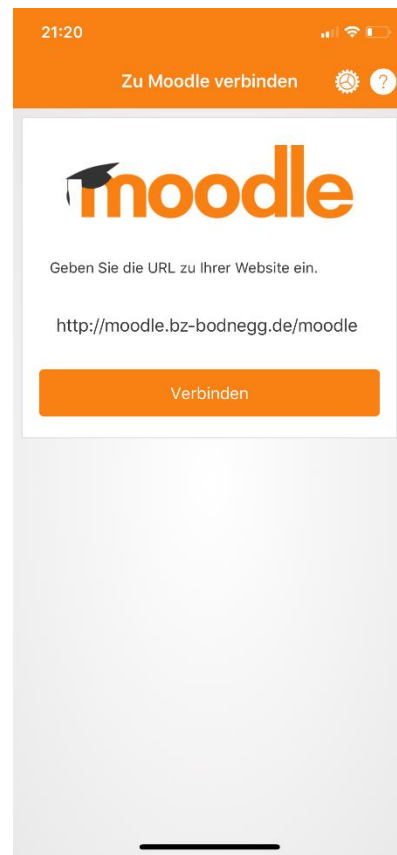 21:20
Zu Moodle verbinden
?
moodle
Geben Sie die URL zu Ihrer Website ein.
http://moodle.bz-bodnegg.de/moodle
Verbinden